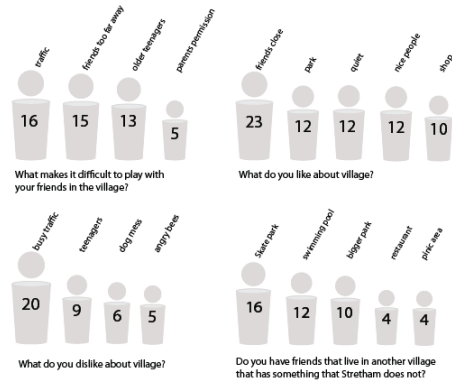 traffic
friends too far away
older teenagers
parents permission
16
15
13
5
What makes it difficult to play with
your friends in the village?
friends close
park
quiet
nice people
shop
23
12
12
12
10
What do you like about village?
busy traffic
teenagers
dog mess
angry bees
20
9
6
5
What do you dislike about village?
Skate park
swimming pool
bigger park
restaurant
picnic area
16
12
10
4
4
Do you have friends that live in another village
that has something that Stretham does not?